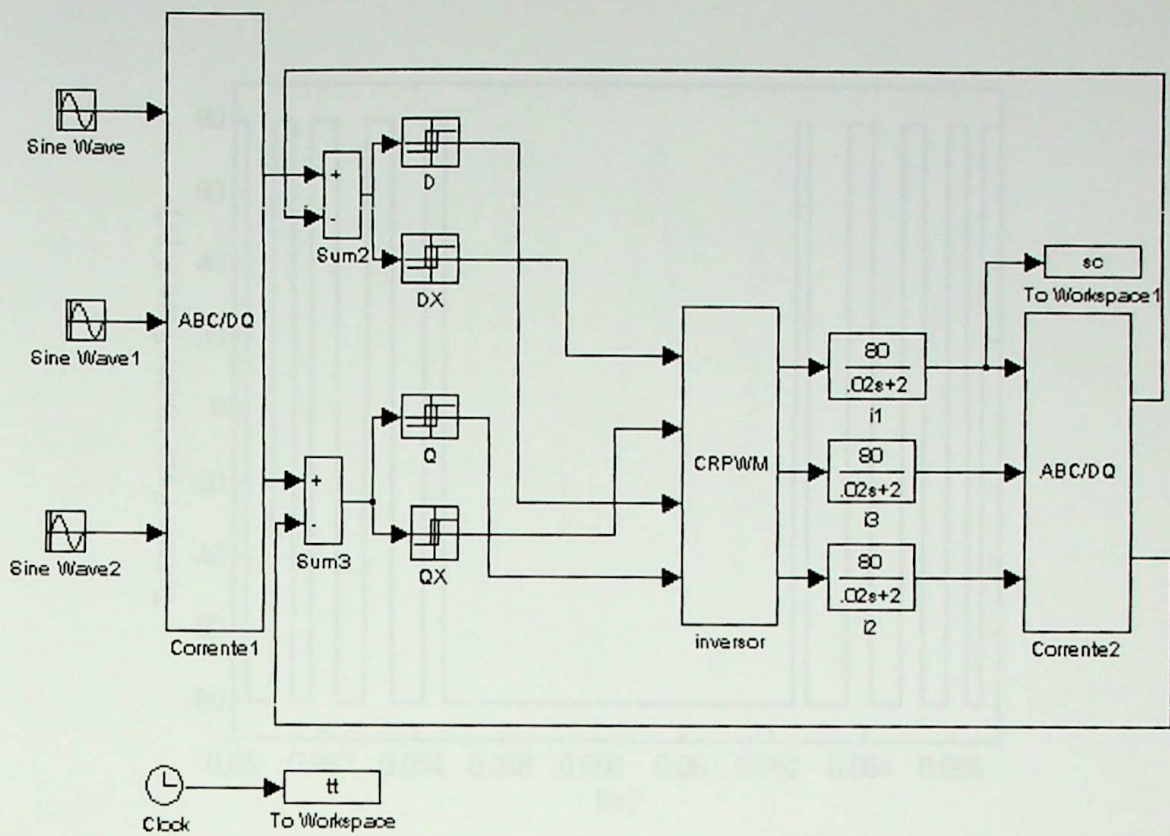 Sine Wave
Sine Wave1
Sine Wave2
ABC/DQ
Corrente1
+
-
Sum2
+
-
Sum3
D
DX
Q
QX
CRPWM
inversor
80
.02s+2
i1
80
.02s+2
i3
80
.02s+2
i2
sc
To Workspace1
ABC/DQ
Corrente2
Clock
tt
To Workspace